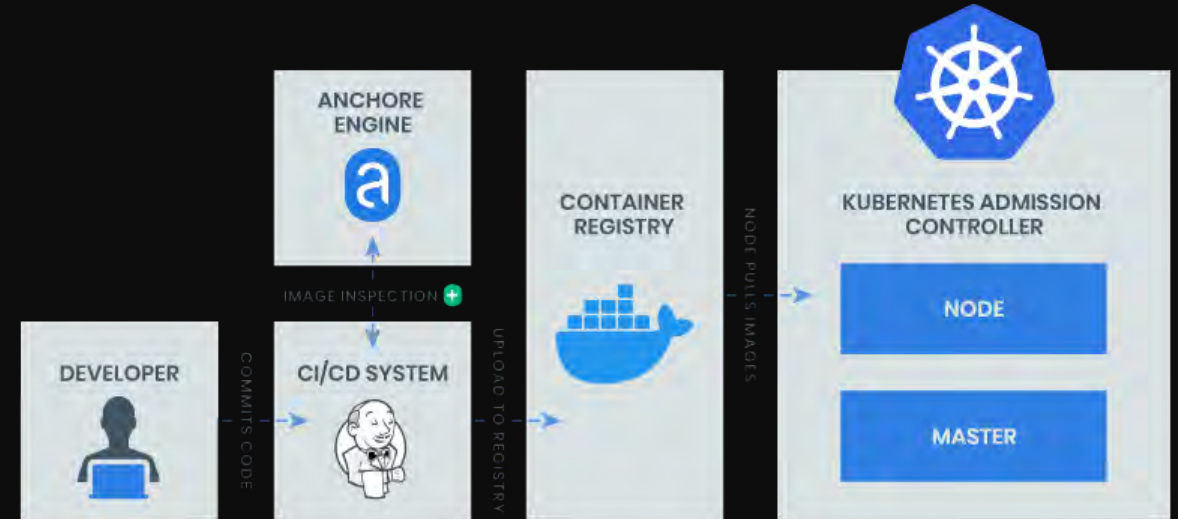 ANCHORE
ENGINE
IMAGE INSPECTION
DEVELOPER
COMMITS CODE
CI/CD SYSTEM
UPLOAD TO REGISTRY
CONTAINER
REGISTRY
NODE PULLS IMAGES
KUBERNETES ADMISSION
CONTROLLER
NODE
MASTER